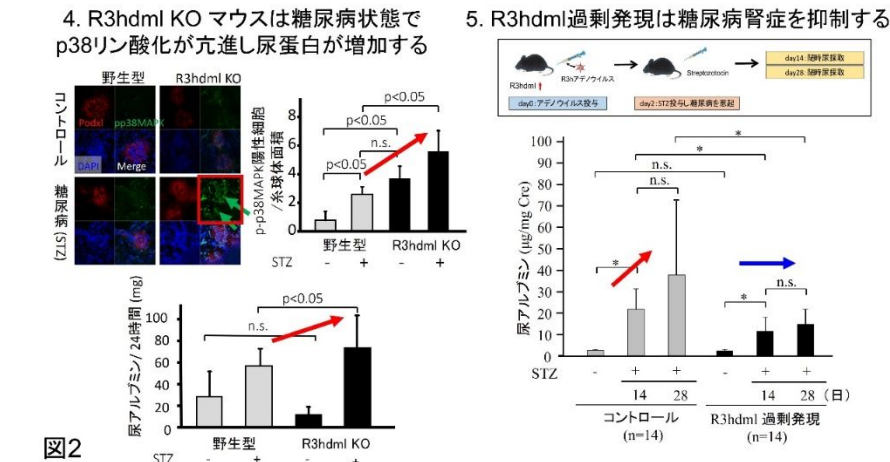 4. R3hdml KO マウスは糖尿病状態で
p38リン酸化が亢進し尿蛋白が増加する
野生型
R3hdml KO
コントロール
糖尿病 (STZ)
Podxl
pp38MAPK
DAPI
Merge
p-p38MAPK陽性細胞
/糸球体面積
8
6
4
2
0
p<0.05
p<0.05
n.s.
p<0.05
野生型
R3hdml KO
STZ - + - +
尿アルブミン/ 24時間 (mg)
100
80
60
40
20
0
p<0.05
n.s.
野生型
R3hdml KO
STZ - + - +
図2
5. R3hdml過剰発現は糖尿病腎症を抑制する
R3hdml
R3hアデノウイルス
Streptozotocin
day0:アデノウイルス投与
day2:STZ投与し糖尿病を惹起
day14:随時尿採取
day28:随時尿採取
尿アルブミン (μg/mg Cre)
100
90
80
70
60
50
40
30
20
10
0
*
*
n.s.
n.s.
*
n.s.
*
STZ - + + - + +
14 28 14 28 (日)
コントロール
(n=14)
R3hdml 過剰発現
(n=14)